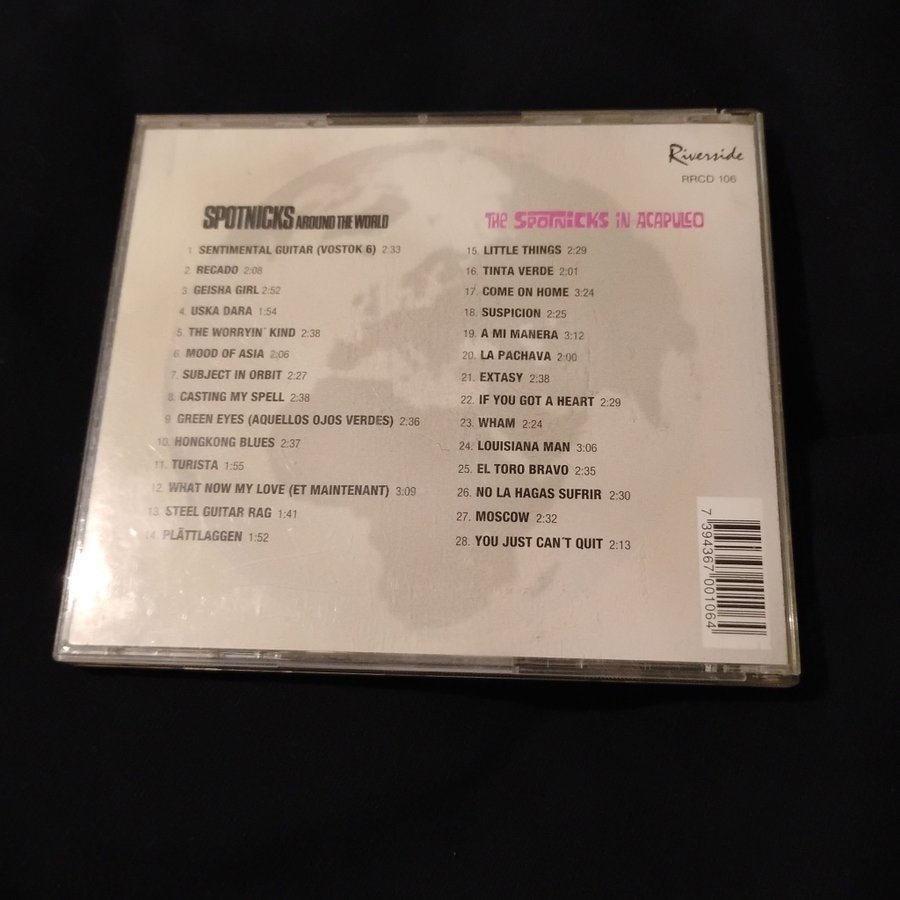 Riverside
RRCD 106
SPOTNICKS AROUND THE WORLD
1. SENTIMENTAL GUITAR (VOSTOK 6) 2:33
2. RECADO 2:08
3. GEISHA GIRL 2:52
4. USKA DARA 1:54
5. THE WORRYIN´ KIND 2:38
6. MOOD OF ASIA 2:06
7. SUBJECT IN ORBIT 2:27
8. CASTING MY SPELL 2:38
9. GREEN EYES (AQUELLOS OJOS VERDES) 2:36
10. HONGKONG BLUES 2:37
11. TURISTA 1:55
12. WHAT NOW MY LOVE (ET MAINTENANT) 3:09
13. STEEL GUITAR RAG 1:41
14. PLÄTTLAGGEN 1:52
THE SPOTNICKS IN ACAPULCO
15. LITTLE THINGS 2:29
16. TINTA VERDE 2:01
17. COME ON HOME 3:24
18. SUSPICION 2:25
19. A MI MANERA 3:12
20. LA PACHAVA 2:00
21. EXTASY 2:38
22. IF YOU GOT A HEART 2:29
23. WHAM 2:24
24. LOUISIANA MAN 3:06
25. EL TORO BRAVO 2:35
26. NO LA HAGAS SUFRIR 2:30
27. MOSCOW 2:32
28. YOU JUST CAN´T QUIT 2:13
7 394367 001064